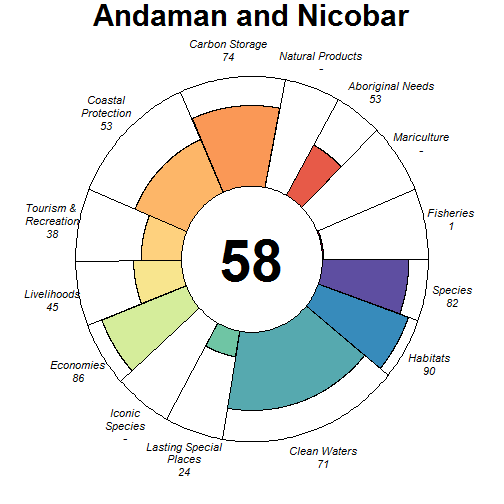 Andaman and Nicobar
Carbon Storage
74
Natural Products
-
Aboriginal Needs
53
Mariculture
-
Fisheries
1
Species
82
Habitats
90
Clean Waters
71
Lasting Special
Places
24
Iconic
Species
-
Economies
86
Livelihoods
45
Tourism &
Recreation
38
Coastal
Protection
53
58